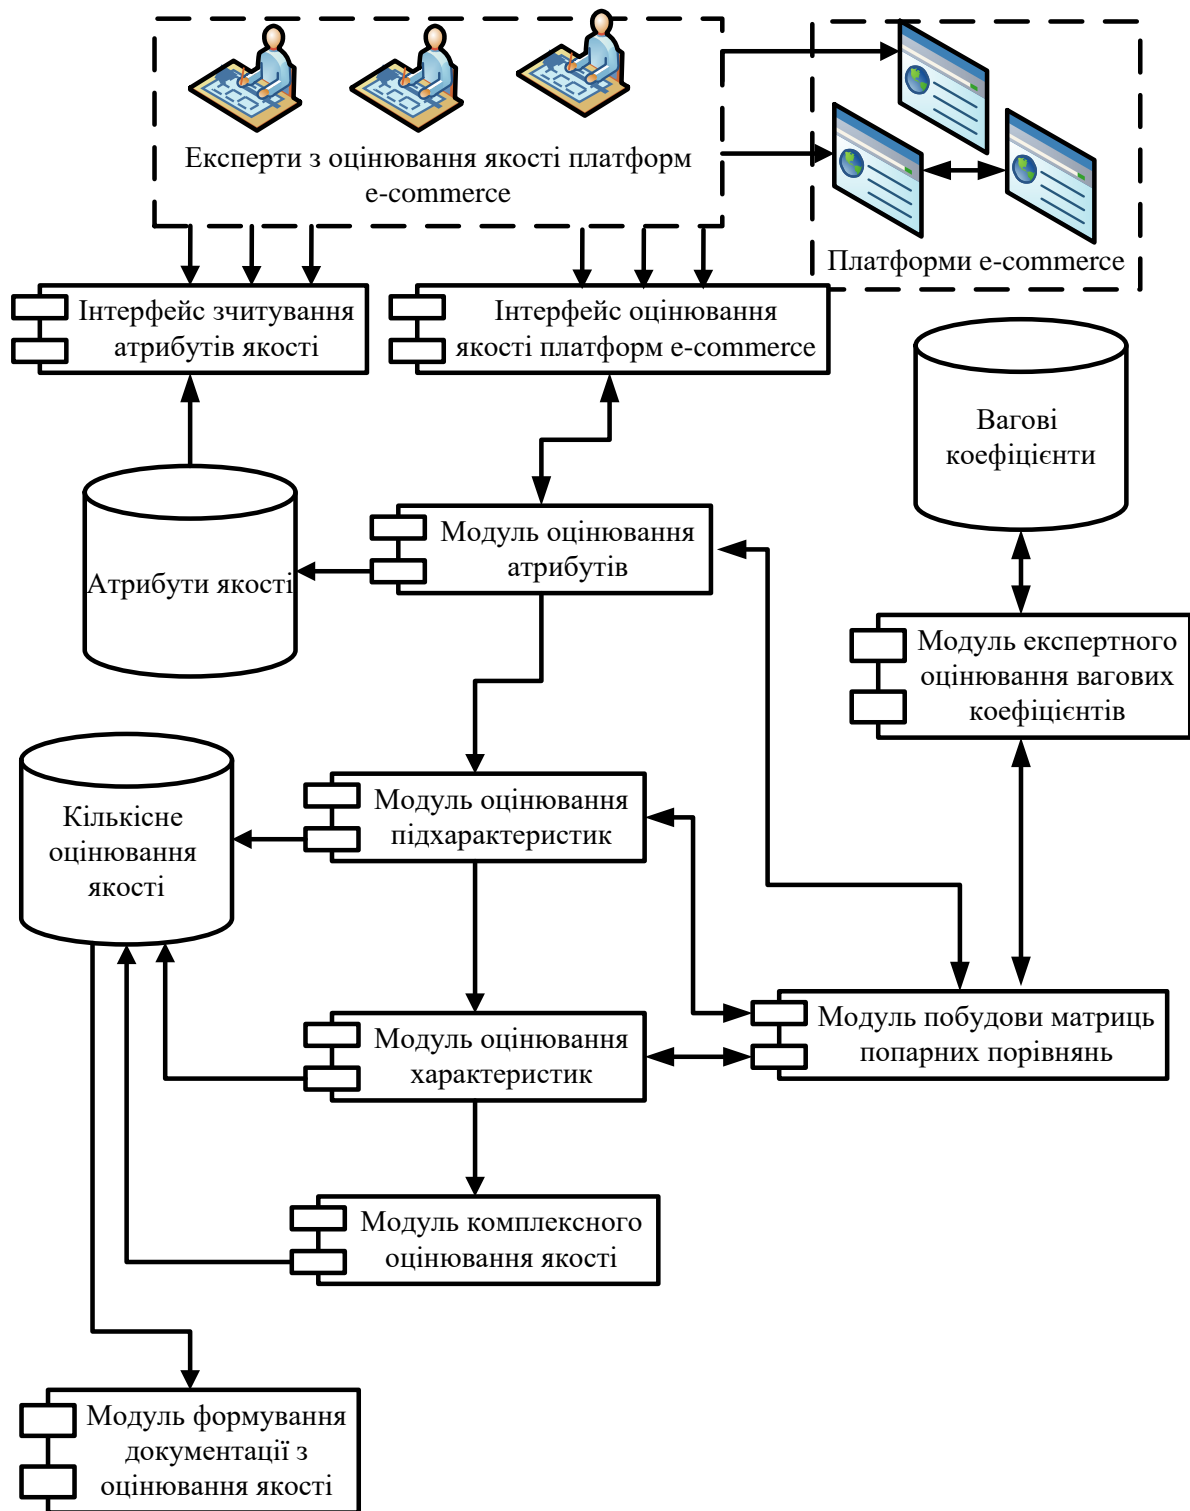 Експерти з оцінювання якості платформ
e-commerce
Платформи e-commerce
Інтерфейс зчитування
атрибутів якості
Інтерфейс оцінювання
якості платформ e-commerce
Вагові
коефіцієнти
Атрибути якості
Модуль оцінювання
атрибутів
Модуль експертного
оцінювання вагових
коефіцієнтів
Кількісне
оцінювання
якості
Модуль оцінювання
підхарактеристик
Модуль оцінювання
характеристик
Модуль побудови матриць
попарних порівнянь
Модуль комплексного
оцінювання якості
Модуль формування
документації з
оцінювання якості